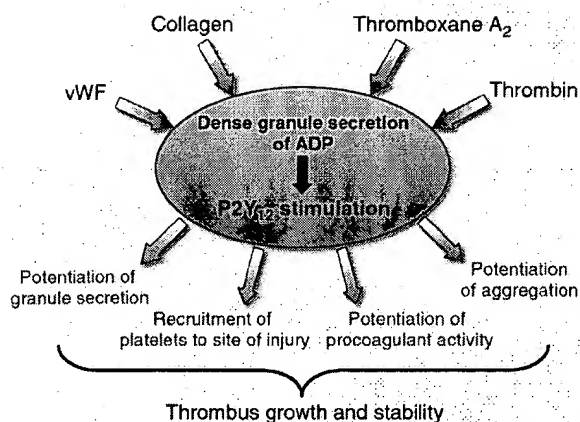 Collagen
Thromboxane A₂
vWF
Thrombin
Dense granule secretion
of ADP
P2Y₁₂ stimulation
Potentiation of
granule secretion
Recruitment of
platelets to site of injury
Potentiation of
procoagulant activity
Potentiation
of aggregation
Thrombus growth and stability